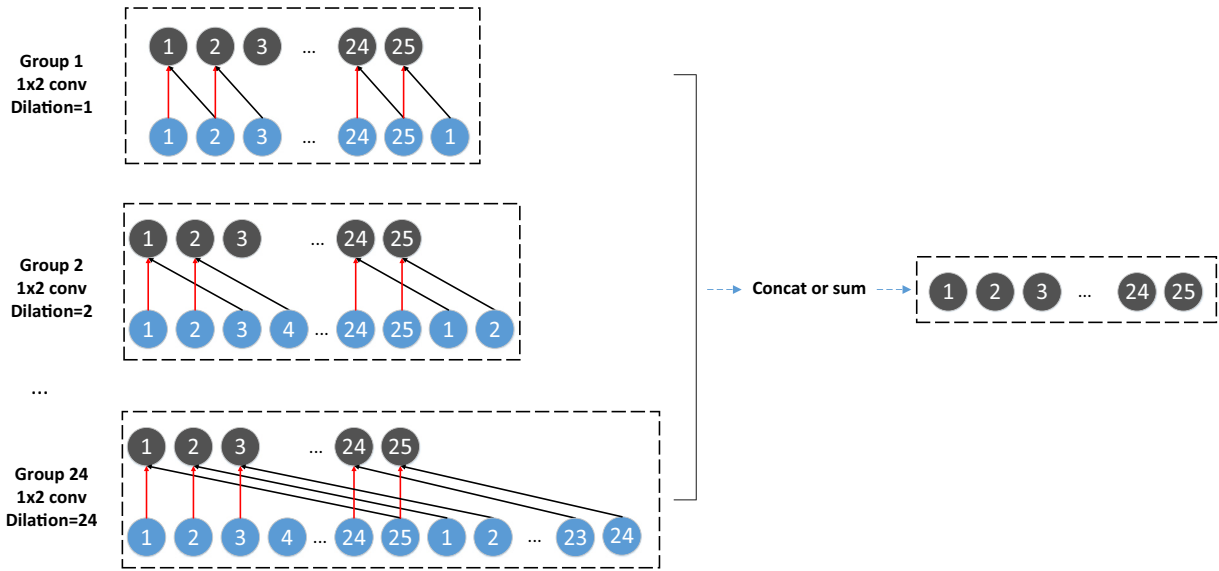 Group 1
1x2 conv
Dilation=1
1 2 3 ... 24 25
1 2 3 ... 24 25 1
Group 2
1x2 conv
Dilation=2
1 2 3 ... 24 25
1 2 3 4 ... 24 25 1 2
...
Group 24
1x2 conv
Dilation=24
1 2 3 ... 24 25
1 2 3 4 ... 24 25 1 2 ... 23 24
Concat or sum
1 2 3 ... 24 25